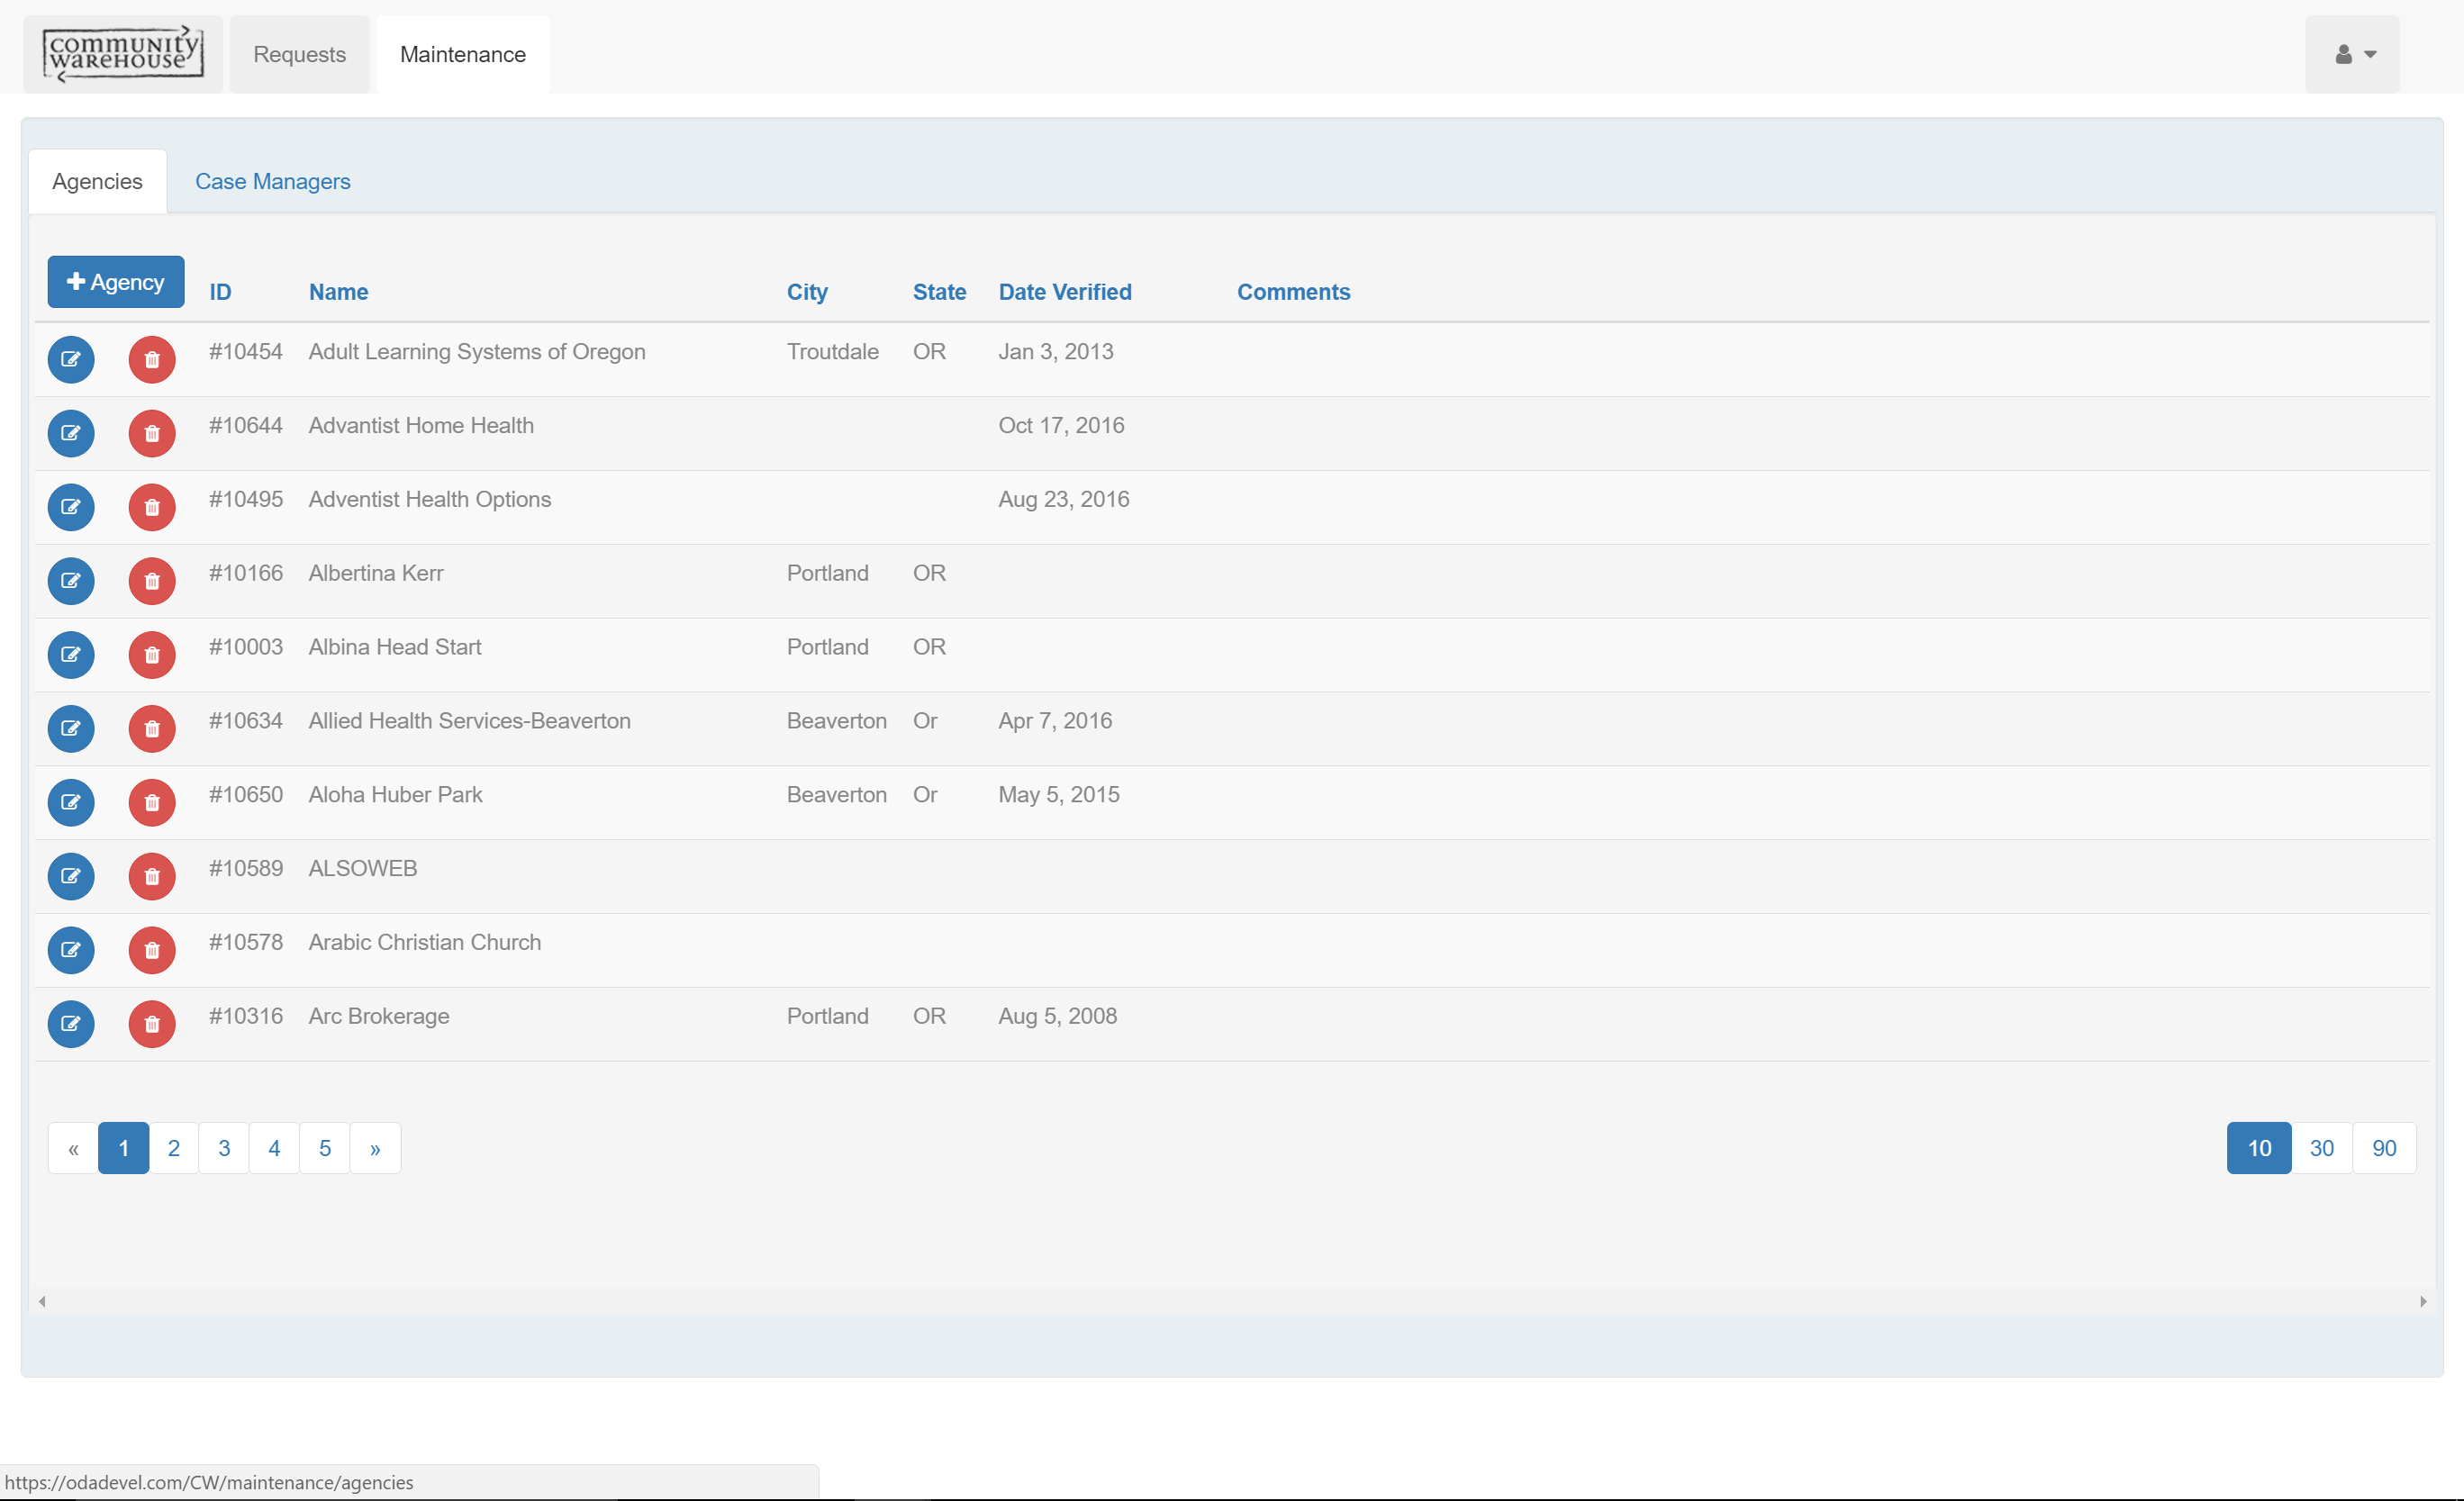 COMMUNITY
WAREHOUSE
Requests
Maintenance
Agencies
Case Managers
Agency ID Name City State Date Verified Comments
#10454 Adult Learning Systems of Oregon Troutdale OR Jan 3, 2013
#10644 Advantist Home Health Oct 17, 2016
#10495 Adventist Health Options Aug 23, 2016
#10166 Albertina Kerr Portland OR
#10003 Albina Head Start Portland OR
#10634 Allied Health Services-Beaverton Beaverton Or Apr 7, 2016
#10650 Aloha Huber Park Beaverton Or May 5, 2015
#10589 ALSOWEB
#10578 Arabic Christian Church
#10316 Arc Brokerage Portland OR Aug 5, 2008
« 1 2 3 4 5 » 10 30 90
https://odadevel.com/CW/maintenance/agencies